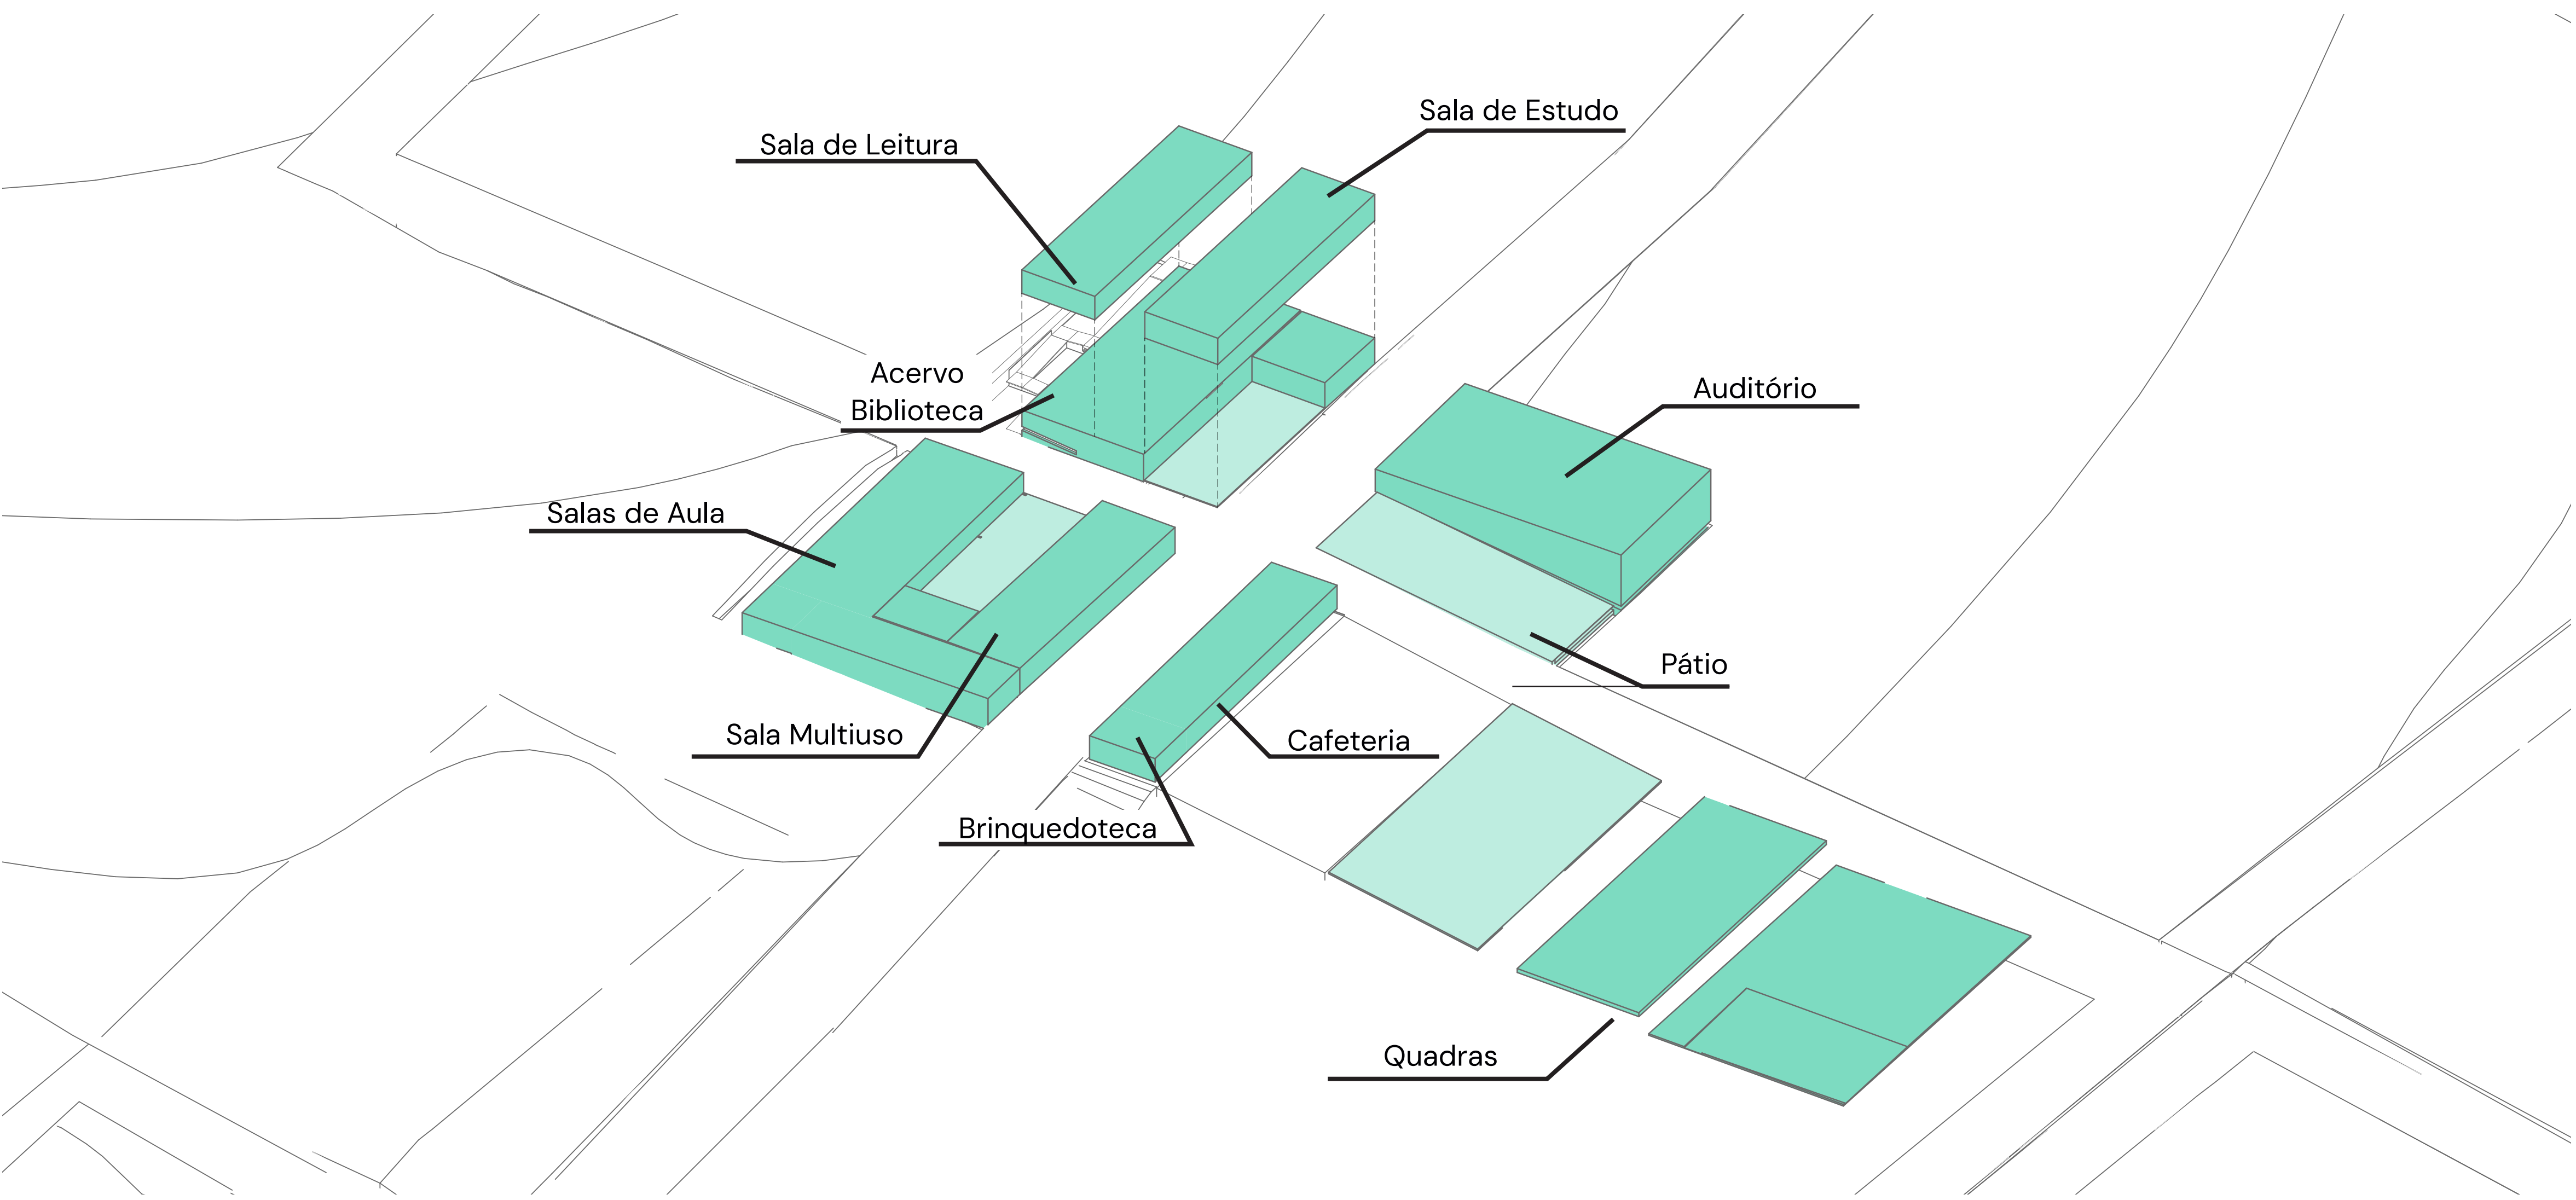 Sala de Estudo
Sala de Leitura
Acervo
Biblioteca
Auditório
Salas de Aula
Pátio
Sala Multiuso
Cafeteria
Brinquedoteca
Quadras